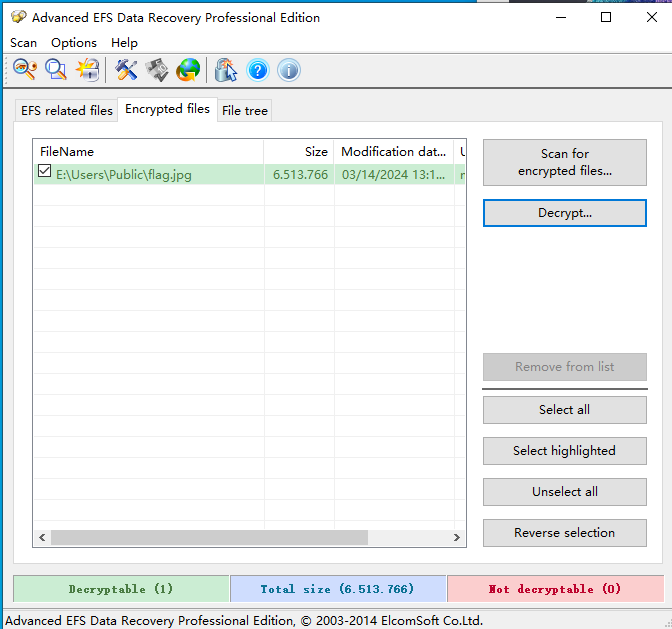 Advanced EFS Data Recovery Professional Edition
Scan Options Help
EFS related files Encrypted files File tree
FileName Size Modification dat... U
E:\Users\Public\flag.jpg 6.513.766 03/14/2024 13:1...
Scan for
encrypted files...
Decrypt...
Remove from list
Select all
Select highlighted
Unselect all
Reverse selection
Decryptable (1) Total size (6.513.766) Not decryptable (0)
Advanced EFS Data Recovery Professional Edition, © 2003-2014 ElcomSoft Co.Ltd.